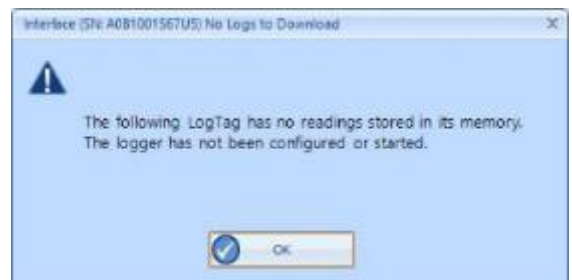 Interface (SN: A0B1001567US) No Logs to Download
The following LogTag has no readings stored in its memory.
The logger has not been configured or started.
OK